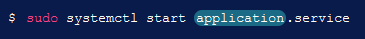 $ sudo systemctl start application.service